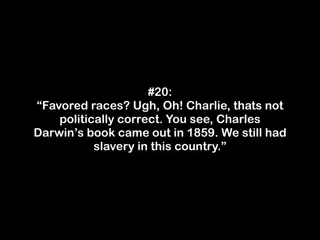 #20:
“Favored races? Ugh, Oh! Charlie, thats not
politically correct. You see, Charles
Darwin’s book came out in 1859. We still had
slavery in this country.”